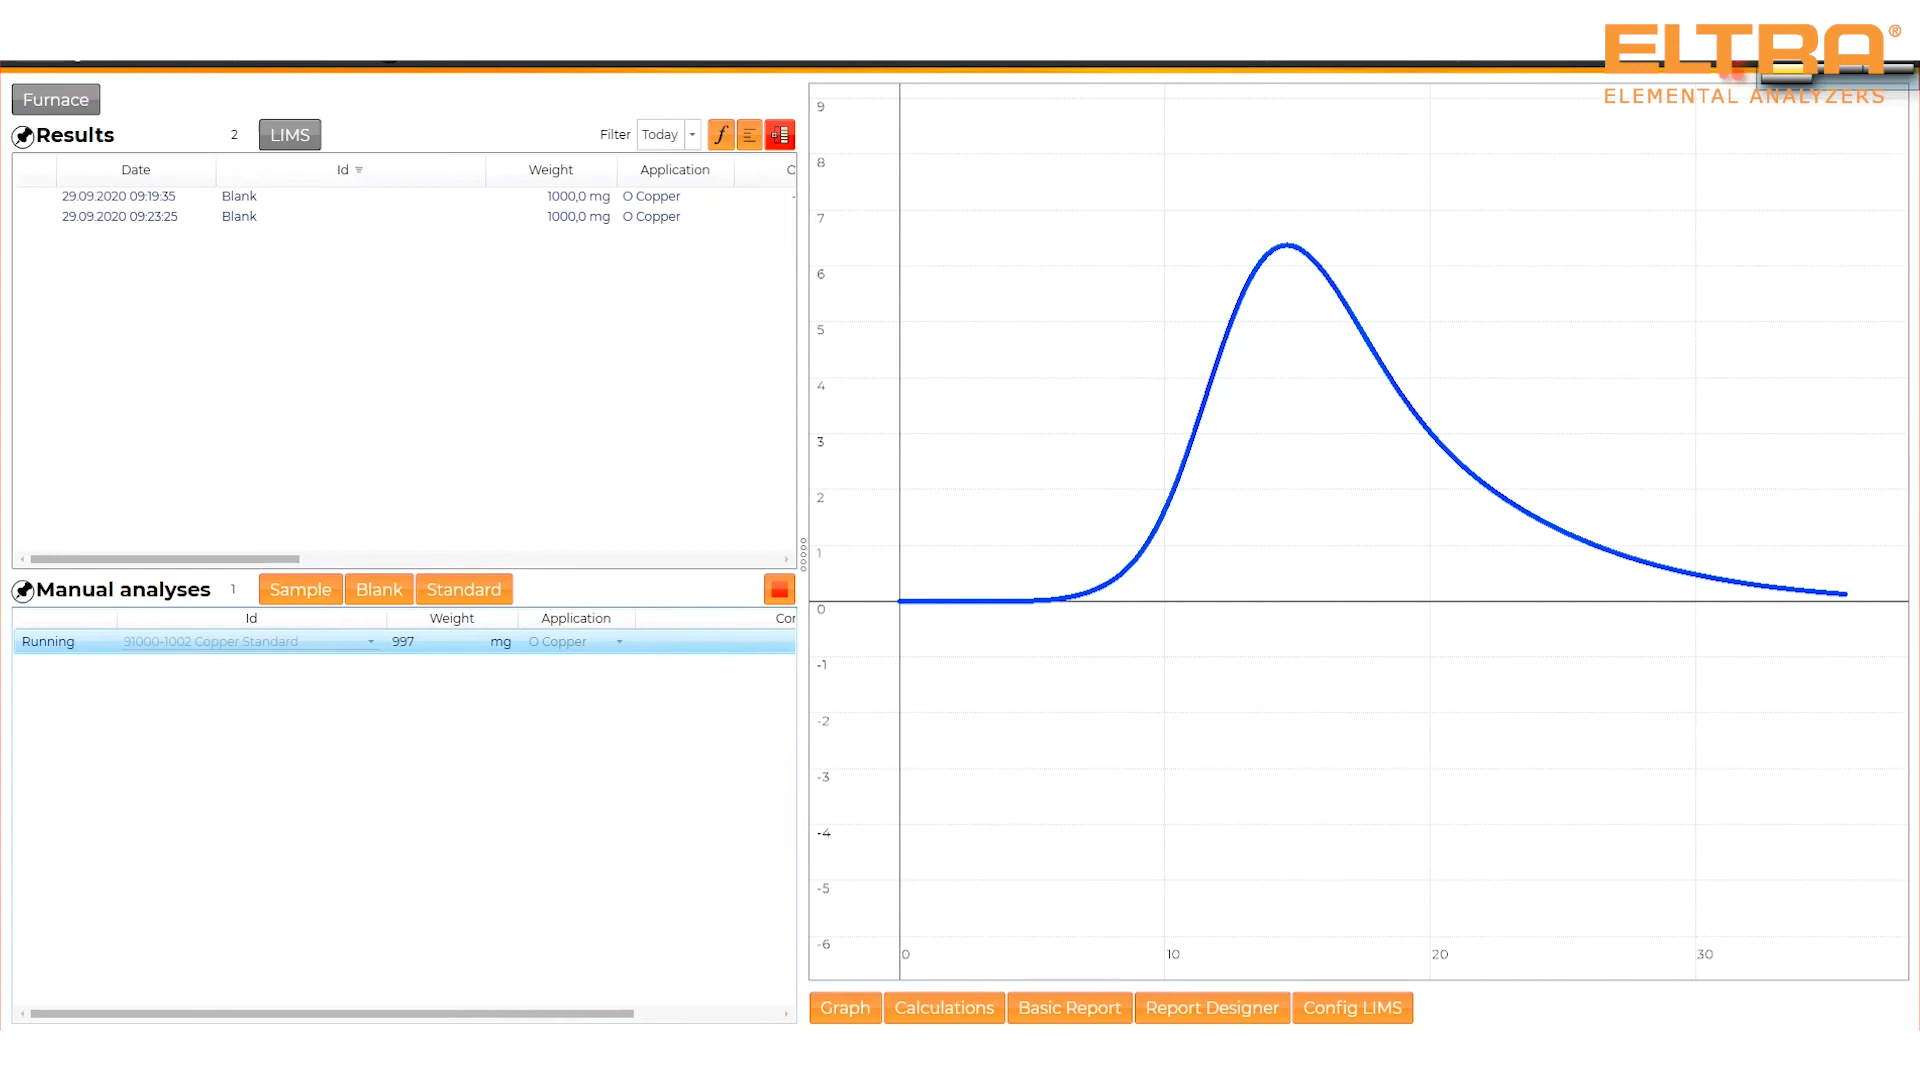 ELTRA®
ELEMENTAL ANALYZERS
Furnace
Results 2 LIMS Filter Today
Date Id Weight Application
29.09.2020 09:19:35 Blank 1000,0 mg O Copper -
29.09.2020 09:23:25 Blank 1000,0 mg O Copper
Manual analyses 1 Sample Blank Standard
Id Weight Application Cor
Running 91000-1002 Copper Standard 997 mg O Copper
9
8
7
6
5
4
3
2
1
0
-1
-2
-3
-4
-5
-6
0 10 20 30
Graph Calculations Basic Report Report Designer Config LIMS